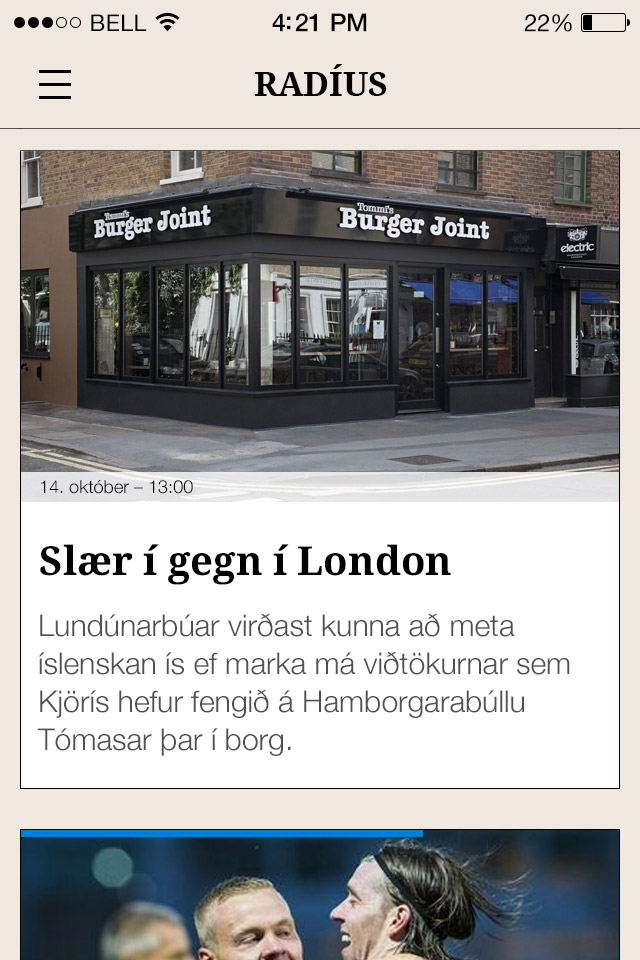 BELL 4:21 PM 22%
RADÍUS
Tommi's
Burger Joint
Tommi's
Burger Joint
electric
14. október – 13:00
Slær í gegn í London
Lundúnarbúar virðast kunna að meta
íslenskan ís ef marka má viðtökurnar sem
Kjörís hefur fengið á Hamborgarabúllu
Tómasar þar í borg.